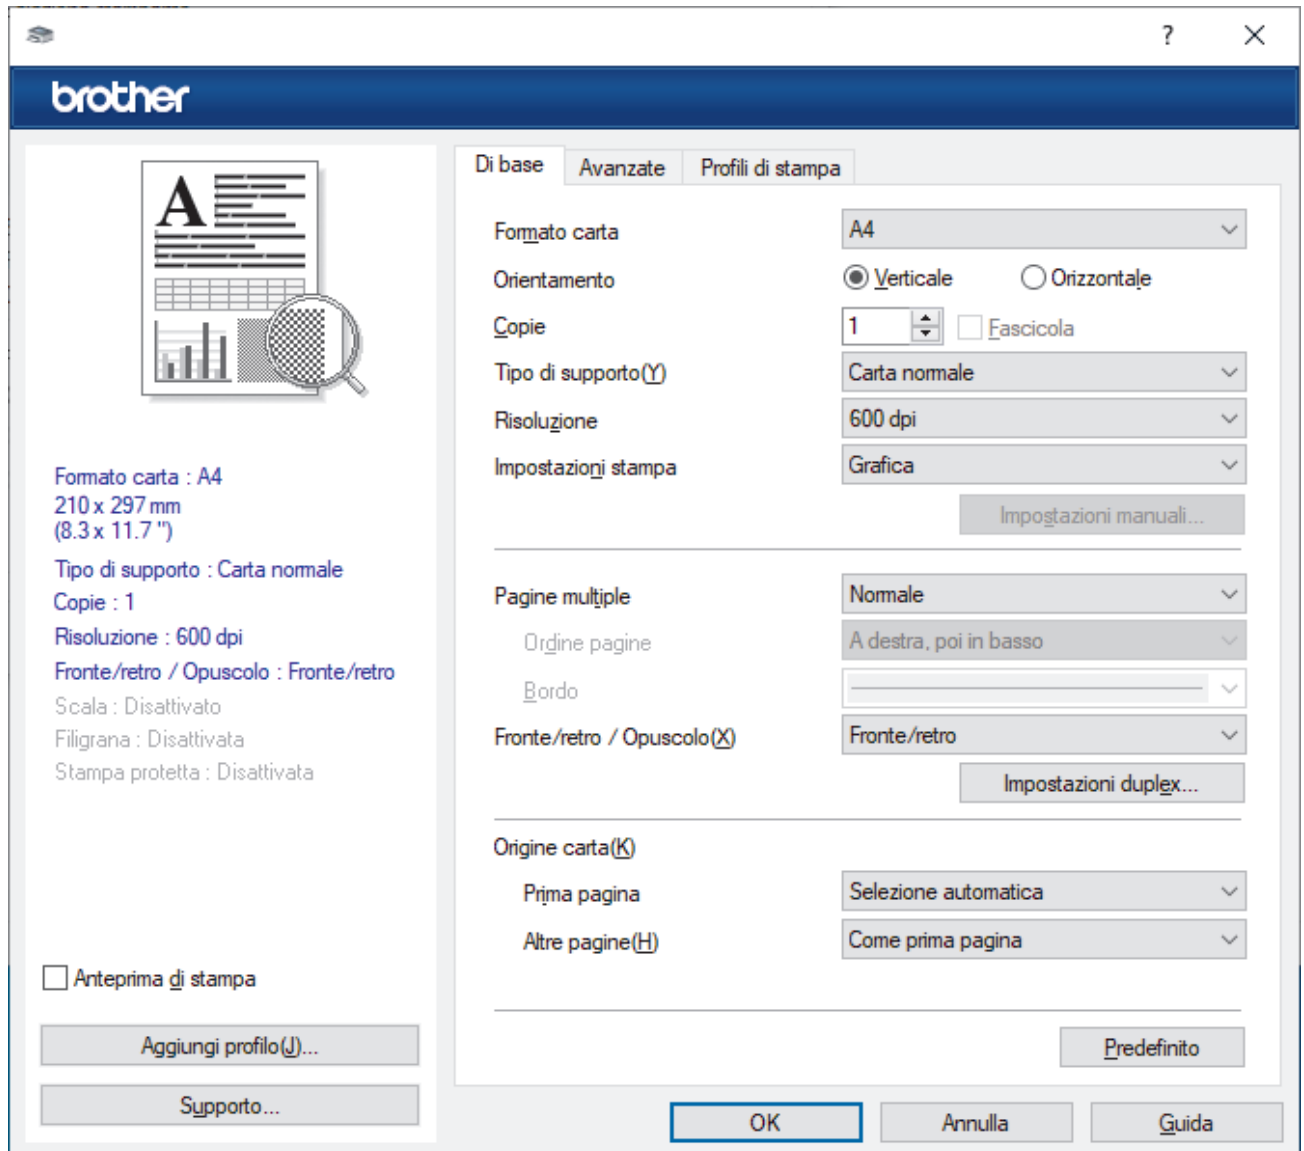 ?
brother
A
Formato carta : A4
210 x 297 mm
(8.3 x 11.7 ")
Tipo di supporto : Carta normale
Copie : 1
Risoluzione : 600 dpi
Fronte/retro / Opuscolo : Fronte/retro
Scala : Disattivato
Filigrana : Disattivata
Stampa protetta : Disattivata
Anteprima di stampa
Aggiungi profilo(J)...
Supporto...
Di base Avanzate Profili di stampa
Formato carta A4
Orientamento Verticale Orizzontale
Copie 1 Fascicola
Tipo di supporto(Y) Carta normale
Risoluzione 600 dpi
Impostazioni stampa Grafica
Impostazioni manuali...
Pagine multiple Normale
Ordine pagine A destra, poi in basso
Bordo
Fronte/retro / Opuscolo(X) Fronte/retro
Impostazioni duplex...
Origine carta(K)
Prima pagina Selezione automatica
Altre pagine(H) Come prima pagina
Predefinito
OK Annulla Guida